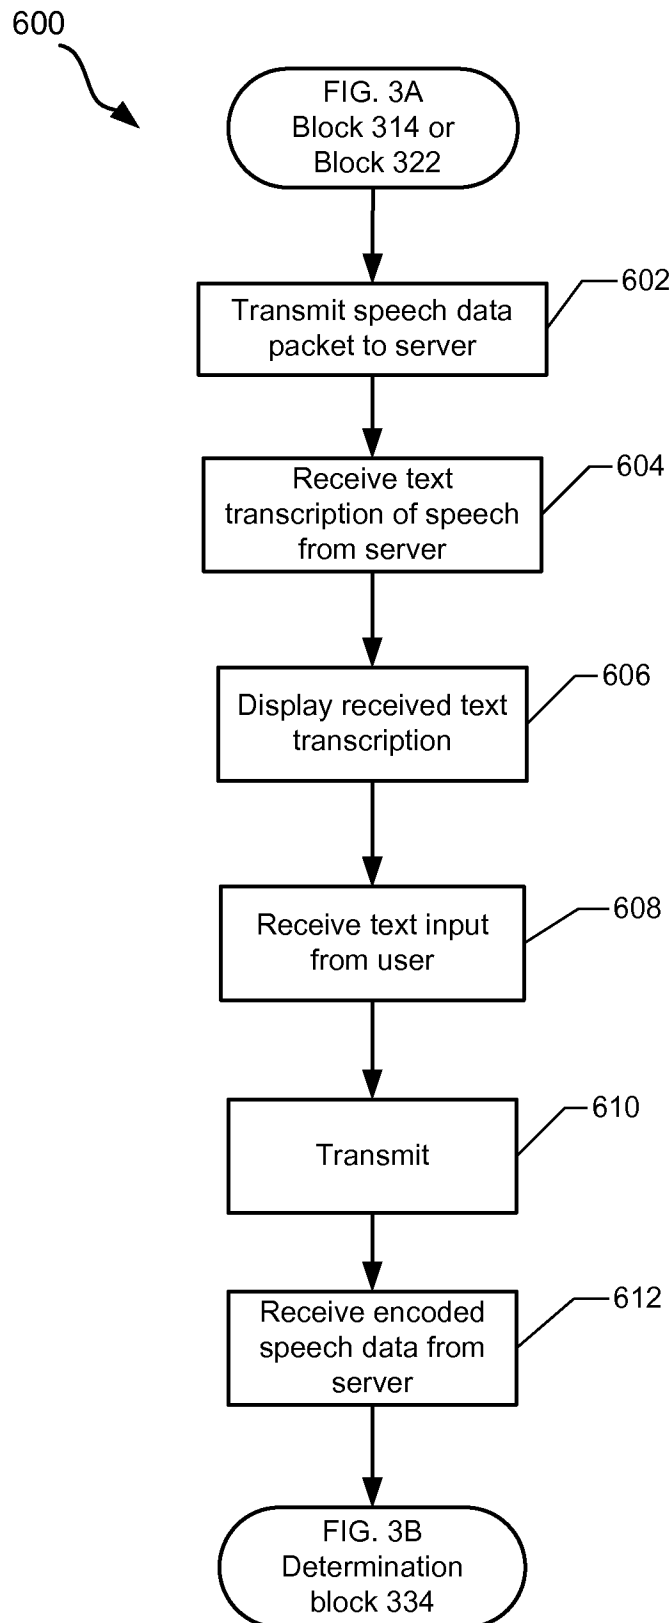 600
FIG. 3A
Block 314 or
Block 322
602
Transmit speech data
packet to server
604
Receive text
transcription of speech
from server
606
Display received text
transcription
608
Receive text input
from user
610
Transmit
612
Receive encoded
speech data from
server
FIG. 3B
Determination
block 334